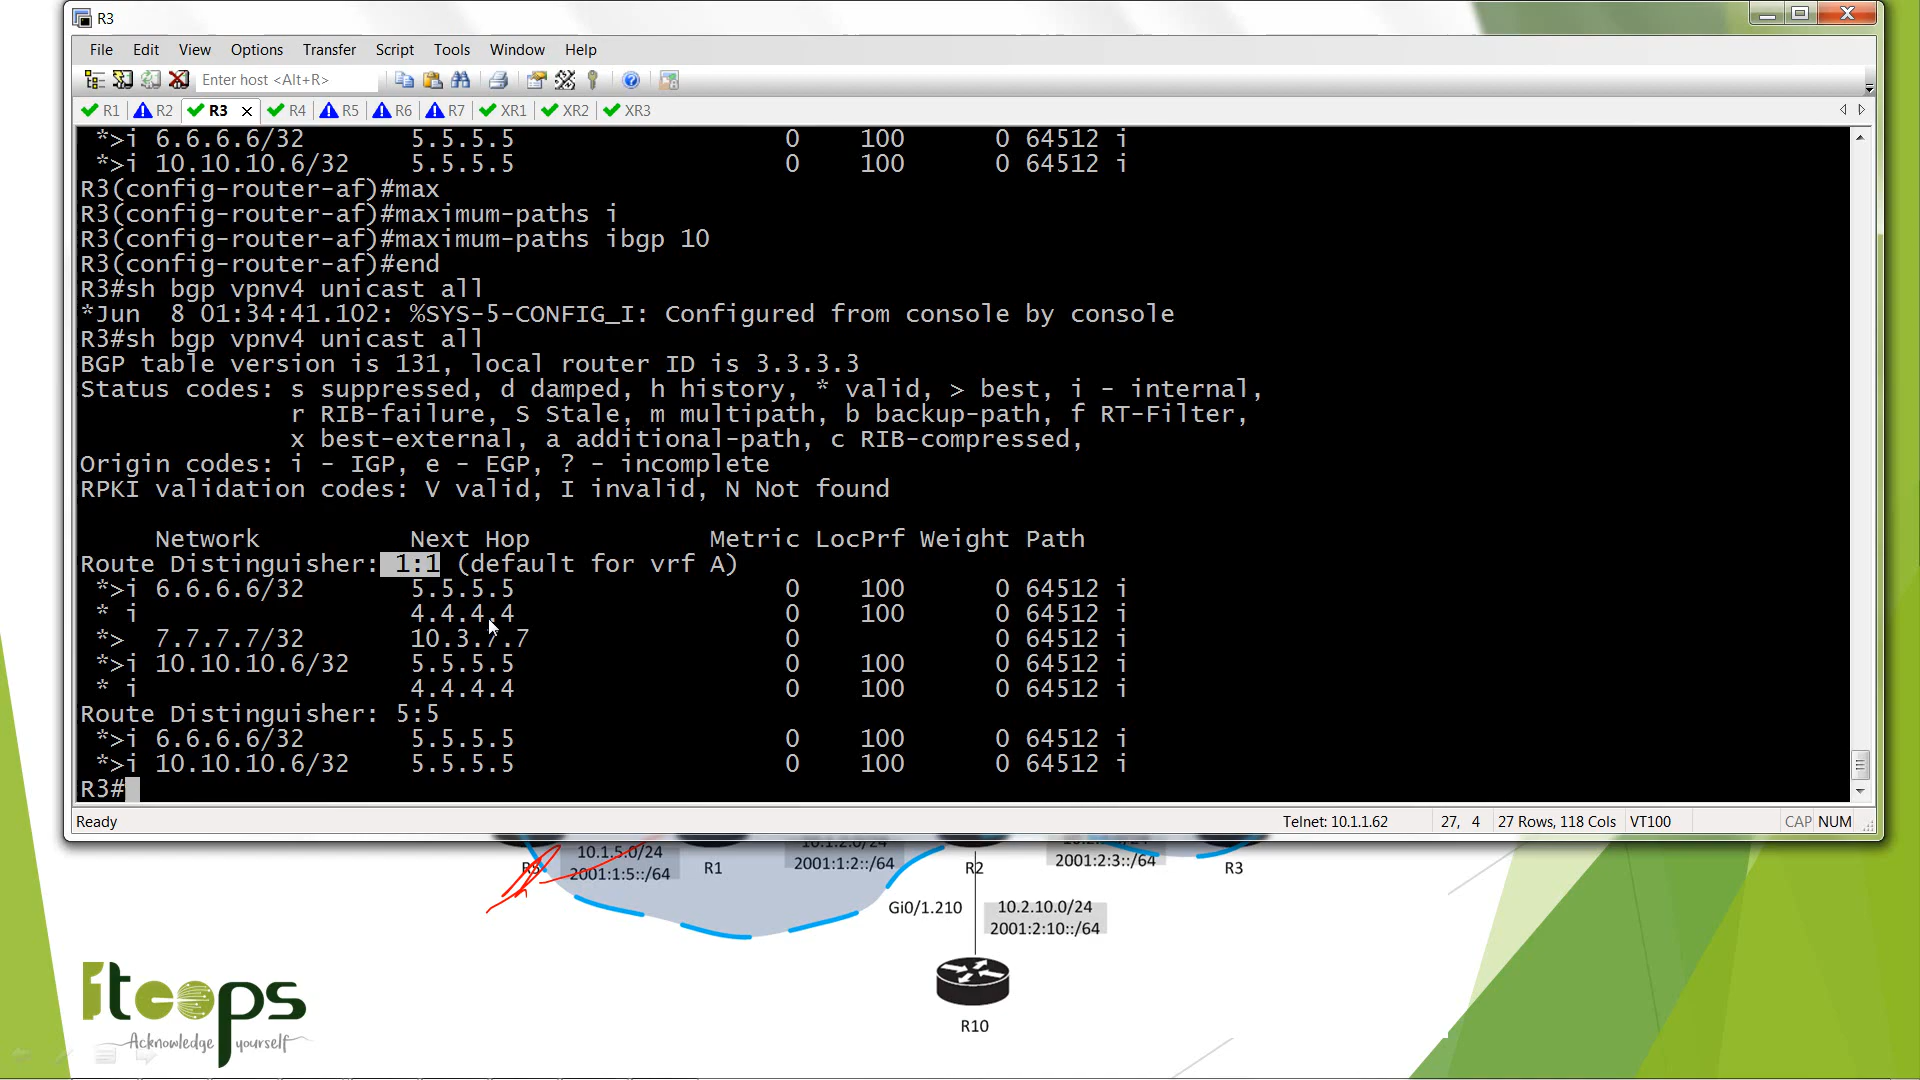 R3
File Edit View Options Transfer Script Tools Window Help
Enter host <Alt+R>
R1 R2 R3 R4 R5 R6 R7 XR1 XR2 XR3
*>i 6.6.6.6/32 5.5.5.5 0 100 0 64512 i
*>i 10.10.10.6/32 5.5.5.5 0 100 0 64512 i
R3(config-router-af)#max
R3(config-router-af)#maximum-paths i
R3(config-router-af)#maximum-paths ibgp 10
R3(config-router-af)#end
R3#sh bgp vpnv4 unicast all
*Jun  8 01:34:41.102: %SYS-5-CONFIG_I: Configured from console by console
R3#sh bgp vpnv4 unicast all
BGP table version is 131, local router ID is 3.3.3.3
Status codes: s suppressed, d damped, h history, * valid, > best, i - internal,
r RIB-failure, S Stale, m multipath, b backup-path, f RT-Filter,
x best-external, a additional-path, c RIB-compressed,
Origin codes: i - IGP, e - EGP, ? - incomplete
RPKI validation codes: V valid, I invalid, N Not found
Network Next Hop Metric LocPrf Weight Path
Route Distinguisher: 1:1 (default for vrf A)
*>i 6.6.6.6/32 5.5.5.5 0 100 0 64512 i
* i 4.4.4.4 0 100 0 64512 i
*> 7.7.7.7/32 10.3.7.7 0 0 64512 i
*>i 10.10.10.6/32 5.5.5.5 0 100 0 64512 i
* i 4.4.4.4 0 100 0 64512 i
Route Distinguisher: 5:5
*>i 6.6.6.6/32 5.5.5.5 0 100 0 64512 i
*>i 10.10.10.6/32 5.5.5.5 0 100 0 64512 i
R3#
Ready Telnet: 10.1.1.62 27, 4 27 Rows, 118 Cols VT100 CAP NUM
10.1.5.0/24 10.1.2.0/24
2001:1:5::/64 2001:1:2::/64 2001:2:3::/64
R5 R1 R2 R3
Gi0/1.210 10.2.10.0/24
2001:2:10::/64
R10
itoops
Acknowledge yourself